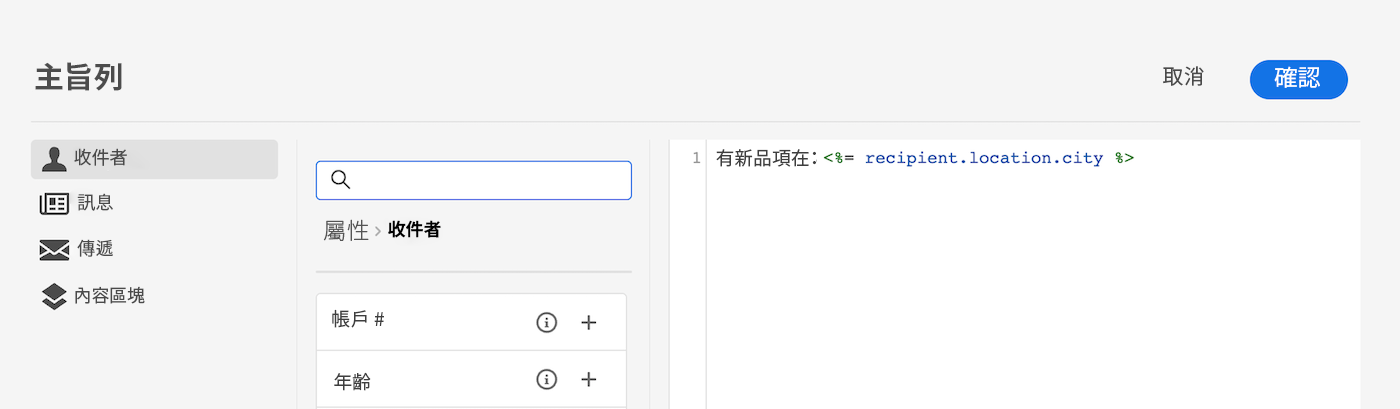 主旨列
取消
確認
收件者
訊息
傳遞
內容區塊
屬性 › 收件者
帳戶 #
年齡
1 有新品項在：<%= recipient.location.city %>